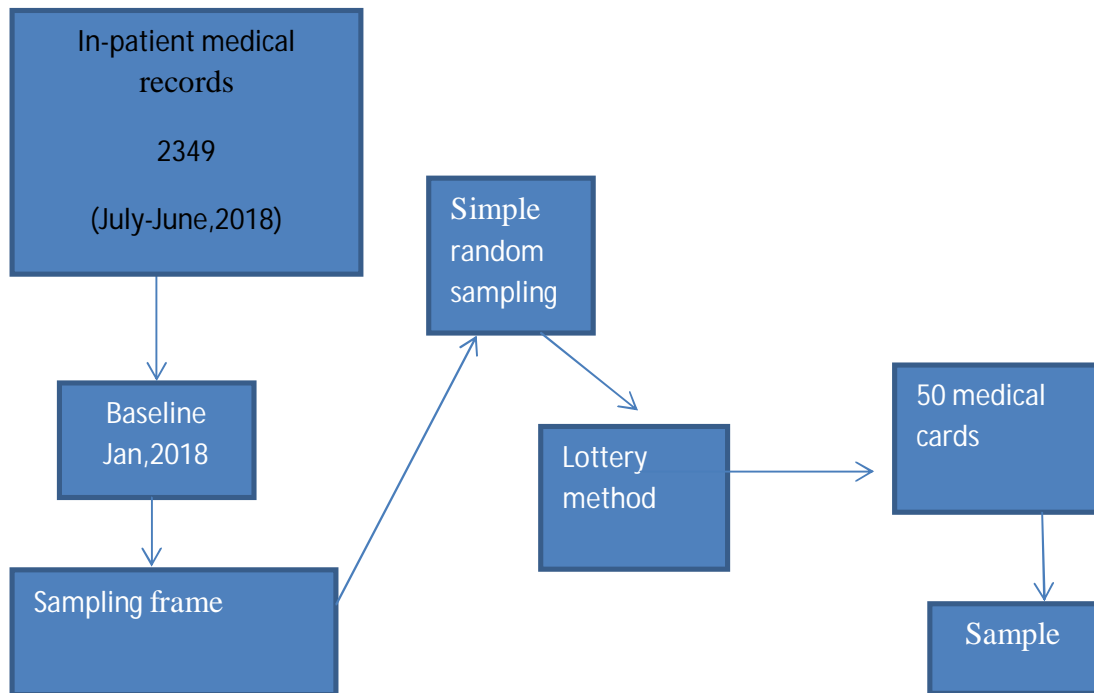 In-patient medical
records
2349
(July-June,2018)
Baseline
Jan,2018
Sampling frame
Simple
random
sampling
Lottery
method
50 medical
cards
Sample